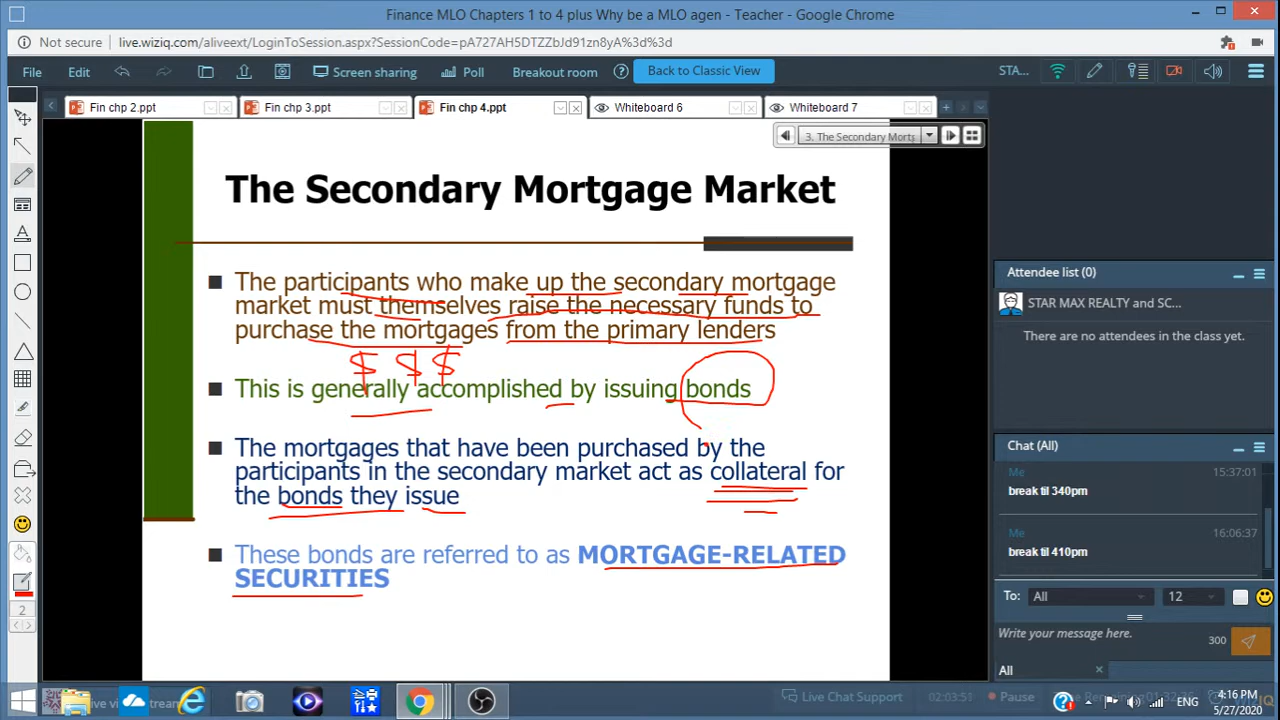 Finance MLO Chapters 1 to 4 plus Why be a MLO agen - Teacher - Google Chrome
Not secure | live.wiziq.com/aliveext/LoginToSession.aspx?SessionCode=pA727AH5DTZZbJd91zn8yA%3d%3d
File Edit Screen sharing Poll Breakout room ? Back to Classic View STA...
Fin chp 2.ppt Fin chp 3.ppt Fin chp 4.ppt Whiteboard 6 Whiteboard 7
3. The Secondary Morts
The Secondary Mortgage Market
The participants who make up the secondary mortgage
market must themselves raise the necessary funds to
purchase the mortgages from the primary lenders
$ $ $
This is generally accomplished by issuing bonds
The mortgages that have been purchased by the
participants in the secondary market act as collateral for
the bonds they issue
These bonds are referred to as MORTGAGE-RELATED
SECURITIES
2
Attendee list (0)
STAR MAX REALTY and SC...
There are no attendees in the class yet.
Chat (All)
Me 15:37:01
break til 340pm
Me 16:06:37
break til 410pm
To: All 12
Write your message here. 300
All
Live Chat Support 02:03:51 Pause
ENG
4:16 PM
5/27/2020